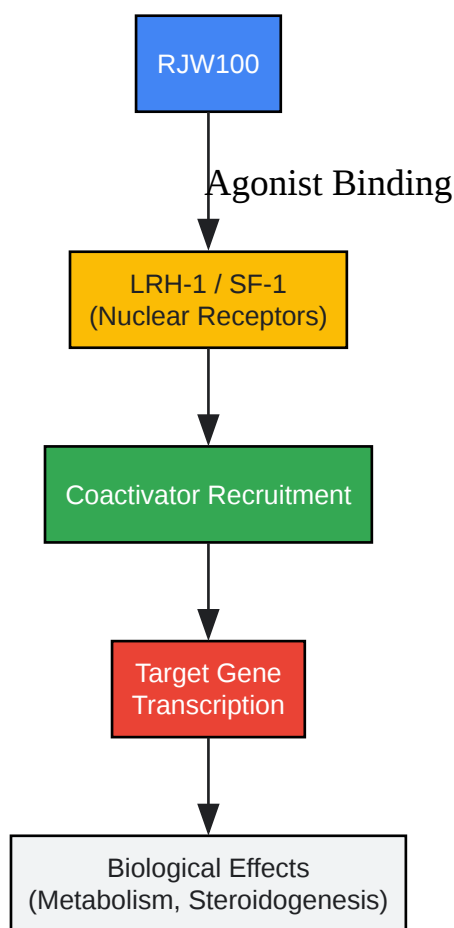 RJW100
Agonist Binding
LRH-1 / SF-1
(Nuclear Receptors)
Coactivator Recruitment
Target Gene
Transcription
Biological Effects
(Metabolism, Steroidogenesis)